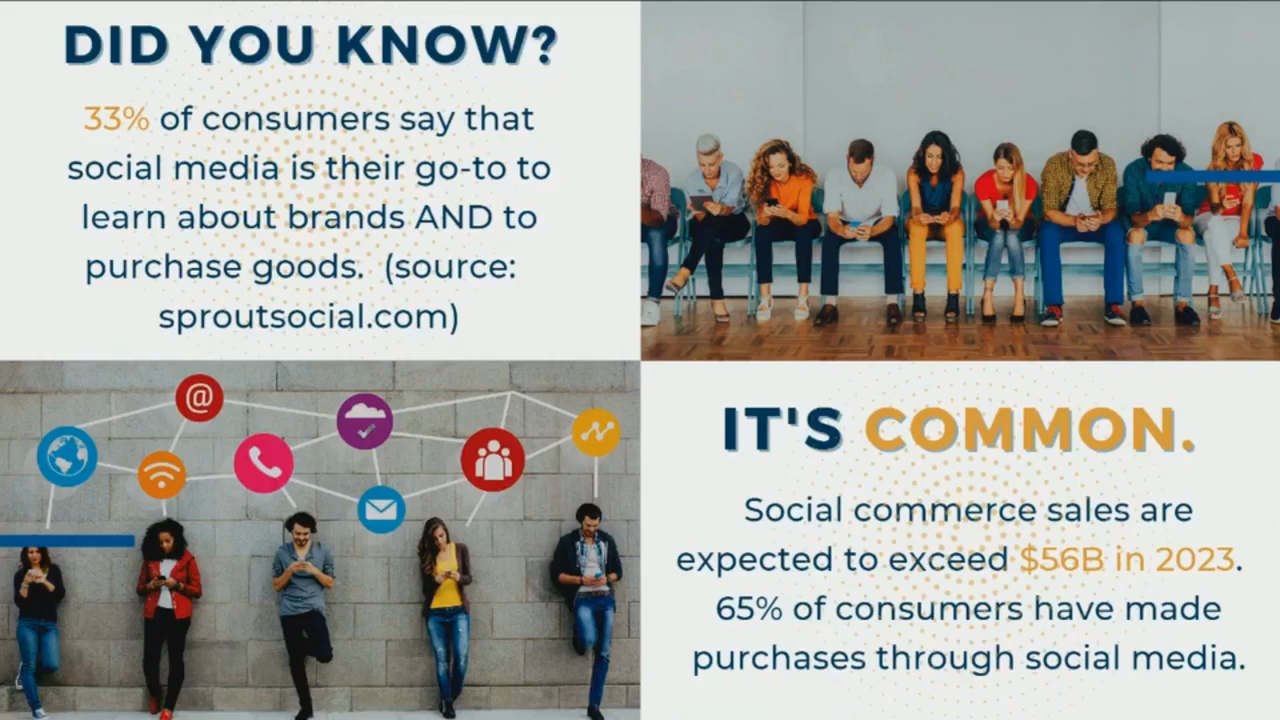 DID YOU KNOW?
33% of consumers say that
social media is their go-to to
learn about brands AND to
purchase goods. (source:
sproutsocial.com)
@
IT'S COMMON.
Social commerce sales are
expected to exceed $56B in 2023.
65% of consumers have made
purchases through social media.